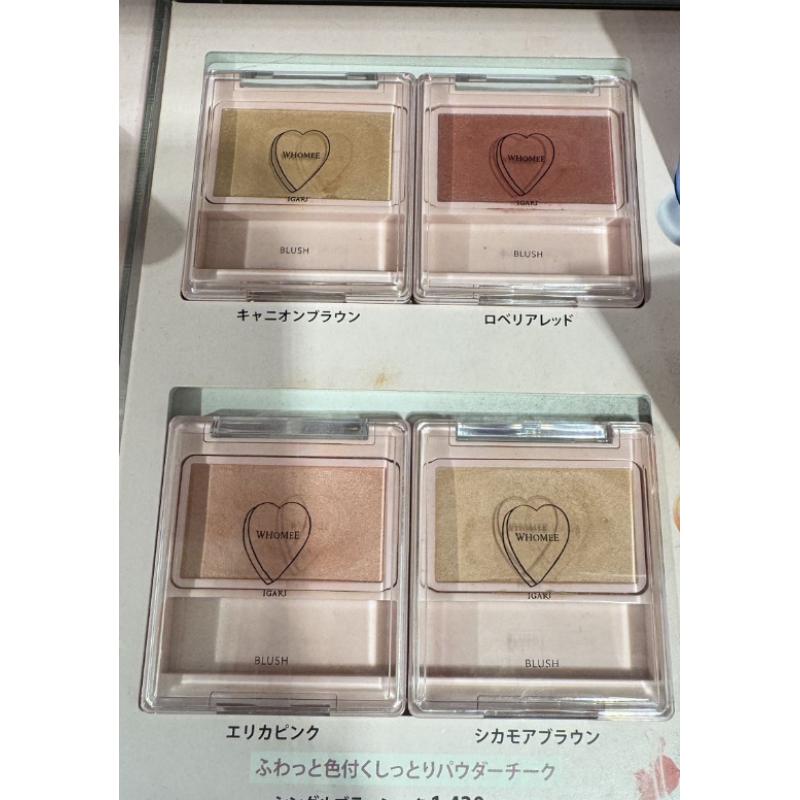 WHOMEE
WHOMEE
IGARI
IGARI
BLUSH
BLUSH
キャニオンブラウン
ロベリアレッド
WHOMEE
WHOMEE
IGARI
IGARI
BLUSH
BLUSH
エリカピンク
シカモアブラウン
ふわっと色付くしっとりパウダーチーク